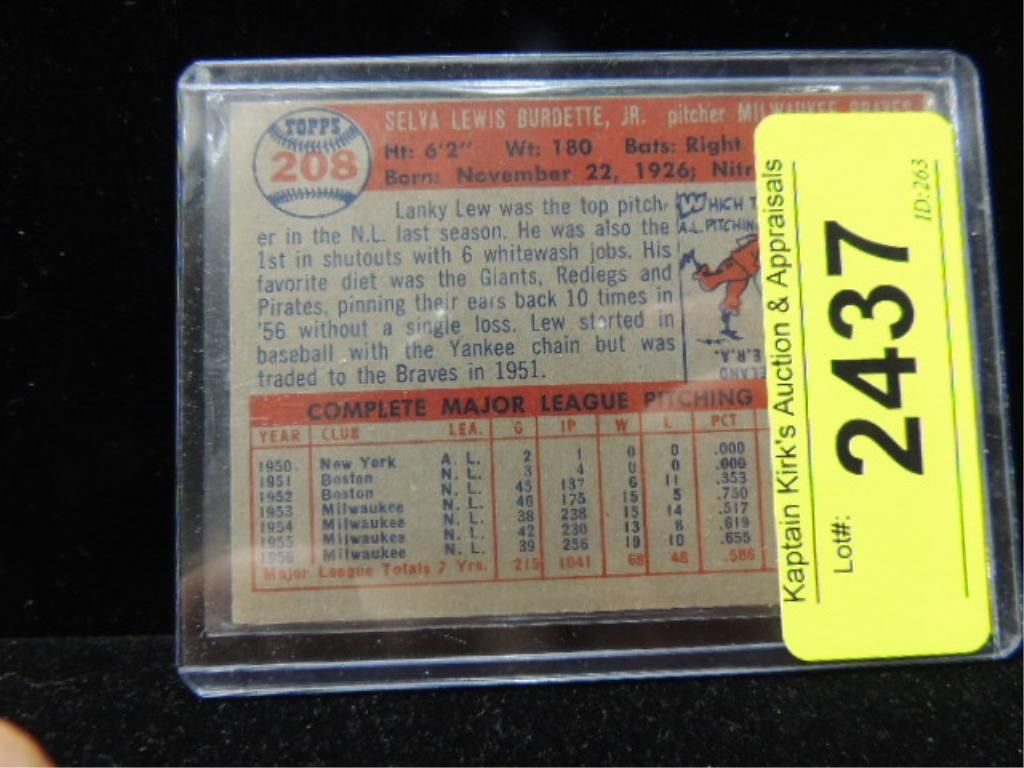 TOPPS
208
SELVA LEWIS BURDETTE, JR. pitcher MILWAUKEE BRAVES
Ht: 6'2" Wt: 180 Bats: Right
Born: November 22, 1926; Nitr
Lanky Lew was the top pitch-
er in the N.L. last season. He was also the
1st in shutouts with 6 whitewash jobs. His
favorite diet was the Giants, Redlegs and
Pirates, pinning their ears back 10 times in
'56 without a single loss. Lew started in
baseball with the Yankee chain but was
traded to the Braves in 1951.
WHICH T
A.L. PITCHIN
ELAND
E.R.A.
COMPLETE MAJOR LEAGUE PITCHING
YEAR CLUB LEA. G IP W L PCT
1950 New York A. L. 2 1 0 0 .000
1951 Boston N. L. 3 4 0 0 .000
1952 Boston N. L. 45 137 6 11 .353
1953 Milwaukee N. L. 46 175 15 5 .750
1954 Milwaukee N. L. 38 238 15 14 .517
1955 Milwaukee N. L. 42 230 13 8 .619
1956 Milwaukee N. L. 39 256 19 10 .655
Major League Totals 7 Yrs. 215 1041 68 48 .586
Kaptain Kirk's Auction & Appraisals
Lot#: 2437
ID:263